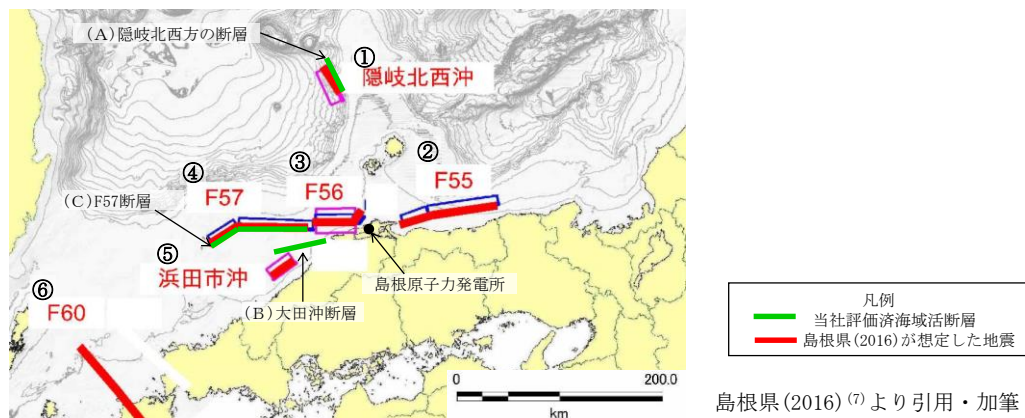 (A)隠岐北西方の断層
①
隠岐北西沖
②
F55
③
F56
④
F57
(C)F57断層
⑤
浜田市沖
島根原子力発電所
(B)大田沖断層
⑥
F60
0
200.0
km
凡例
当社評価済海域活断層
島根県(2016)が想定した地震
島根県(2016)⁽⁷⁾より引用・加筆